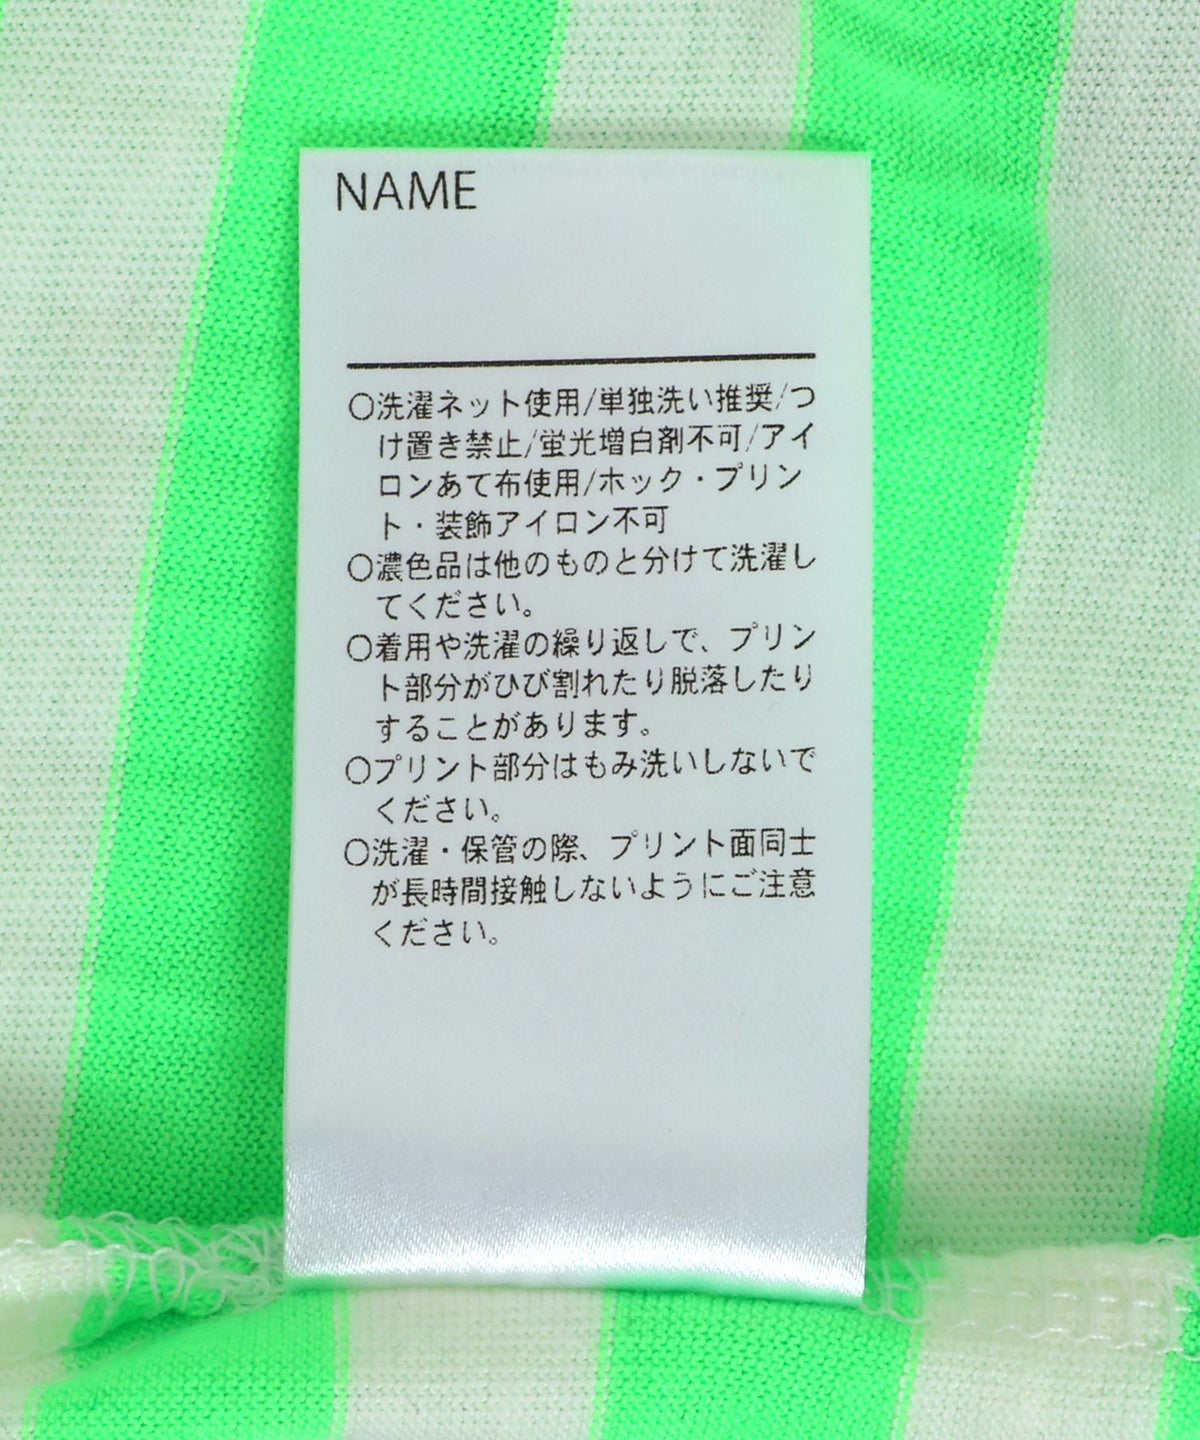 NAME
○洗濯ネット使用/単独洗い推奨/つ
け置き禁止/蛍光増白剤不可/アイ
ロンあて布使用/ホック・プリン
ト・装飾アイロン不可
○濃色品は他のものと分けて洗濯し
てください。
○着用や洗濯の繰り返しで、プリン
ト部分がひび割れたり脱落したり
することがあります。
○プリント部分はもみ洗いしないで
ください。
○洗濯・保管の際、プリント面同士
が長時間接触しないようにご注意
ください。